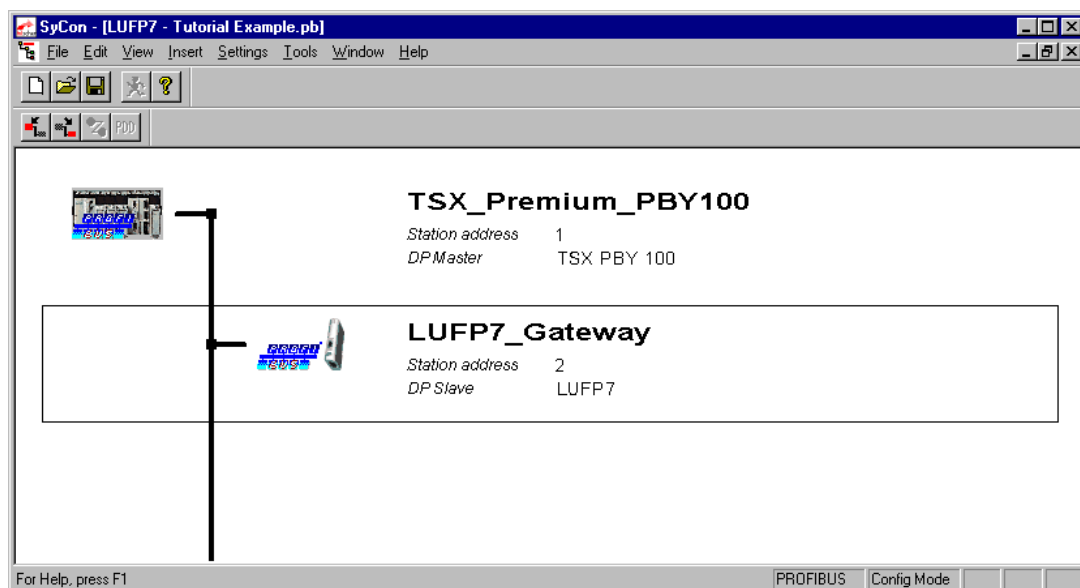 SyCon - [LUFP7 - Tutorial Example.pb]
File Edit View Insert Settings Tools Window Help
PDD
TSX_Premium_PBY100
Station address 1
DP Master TSX PBY 100
LUFP7_Gateway
Station address 2
DP Slave LUFP7
For Help, press F1 PROFIBUS Config Mode